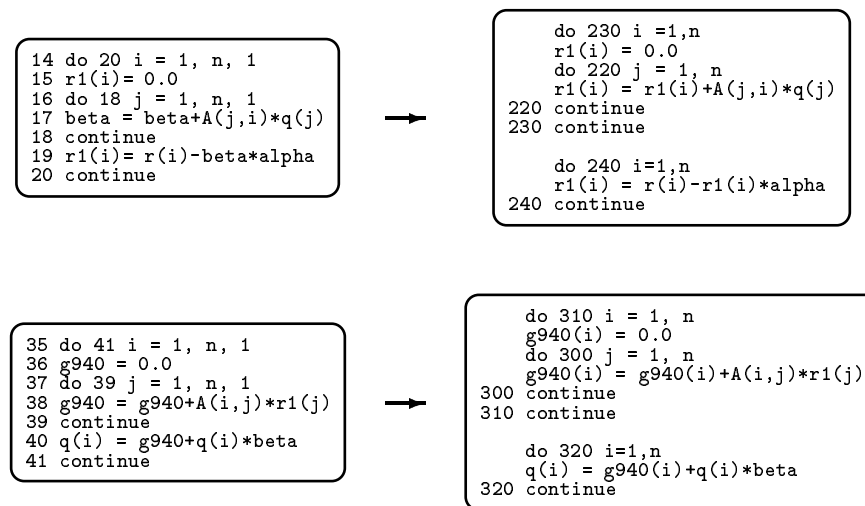 14 do 20 i = 1, n, 1
15 r1(i)= 0.0
16 do 18 j = 1, n, 1
17 beta = beta+A(j,i)*q(j)
18 continue
19 r1(i)= r(i)-beta*alpha
20 continue
do 230 i =1,n
r1(i) = 0.0
do 220 j = 1, n
r1(i) = r1(i)+A(j,i)*q(j)
220 continue
230 continue
do 240 i=1,n
r1(i) = r(i)-r1(i)*alpha
240 continue
35 do 41 i = 1, n, 1
36 g940 = 0.0
37 do 39 j = 1, n, 1
38 g940 = g940+A(i,j)*r1(j)
39 continue
40 q(i) = g940+q(i)*beta
41 continue
do 310 i = 1, n
g940(i) = 0.0
do 300 j = 1, n
g940(i) = g940(i)+A(i,j)*r1(j)
300 continue
310 continue
do 320 i=1,n
q(i) = g940(i)+q(i)*beta
320 continue